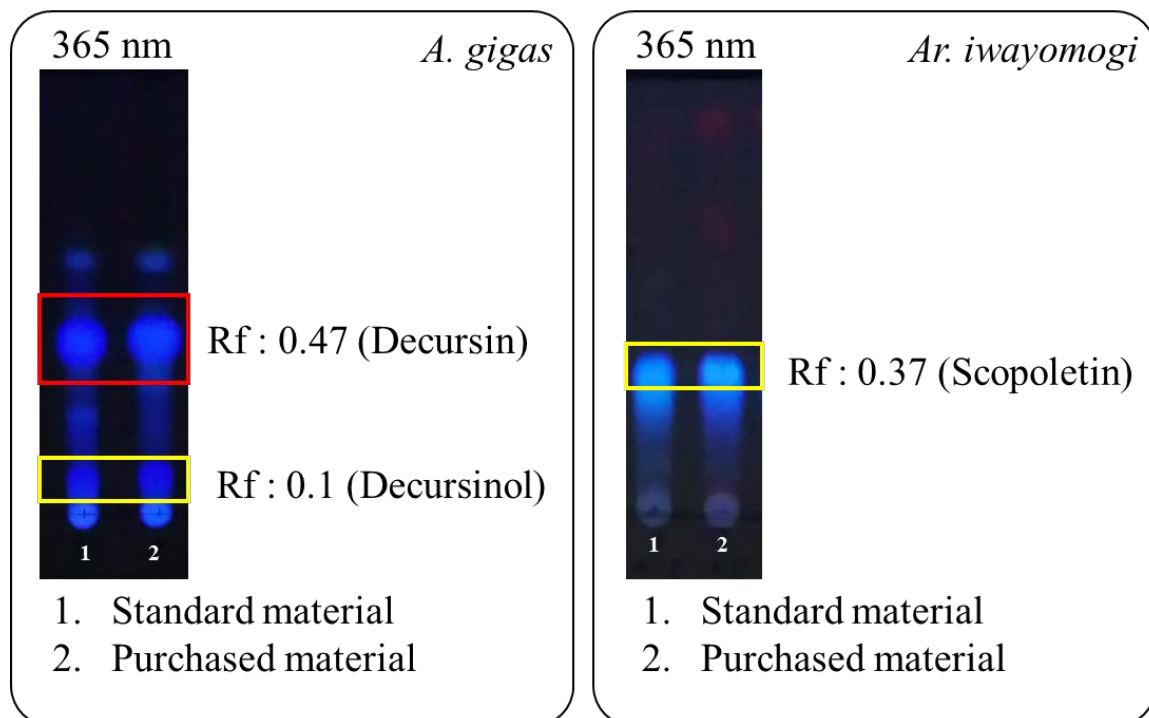 365 nm
A. gigas
Rf : 0.47 (Decursin)
Rf : 0.1 (Decursinol)
1 2
1. Standard material
2. Purchased material
365 nm
Ar. iwayomogi
Rf : 0.37 (Scopoletin)
1 2
1. Standard material
2. Purchased material